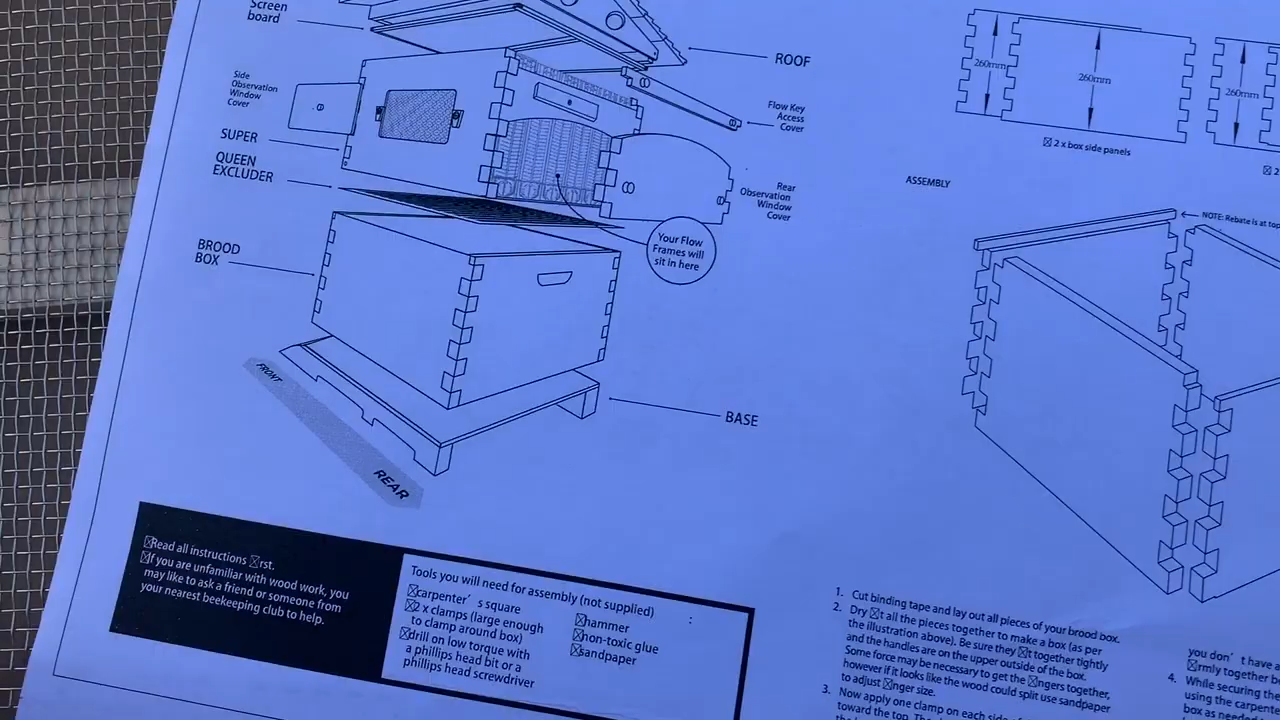 Screen
board
ROOF
Side
Observation
Window
Cover
Flow Key
Access
Cover
SUPER
QUEEN
EXCLUDER
Rear
Observation
Window
Cover
Your Flow
Frames will
sit in here
BROOD
BOX
FRONT
REAR
BASE
☒Read all instructions ☒rst.
☒If you are unfamiliar with wood work, you
may like to ask a friend or someone from
your nearest beekeeping club to help.
Tools you will need for assembly (not supplied)
☒carpenter's square
☒2 x clamps (large enough
to clamp around box)
☒drill on low torque with
a phillips head bit or a
phillips head screwdriver
☒hammer
☒non-toxic glue
☒sandpaper
260mm
260mm
260mm
☒ 2 x box side panels
☒ 2
ASSEMBLY
NOTE: Rebate is at top
1. Cut binding tape and lay out all pieces of your brood box.
2. Dry ☒t all the pieces together to make a box (as per
the illustration above). Be sure they ☒t together tightly
and the handles are on the upper outside of the box.
Some force may be necessary to get the ☒ngers together,
however if it looks like the wood could split use sandpaper
to adjust ☒nger size.
3. Now apply one clamp on each side of
toward the top.
you don't have a
☒rmly together b
4. While securing the
using the carpente
box as needed